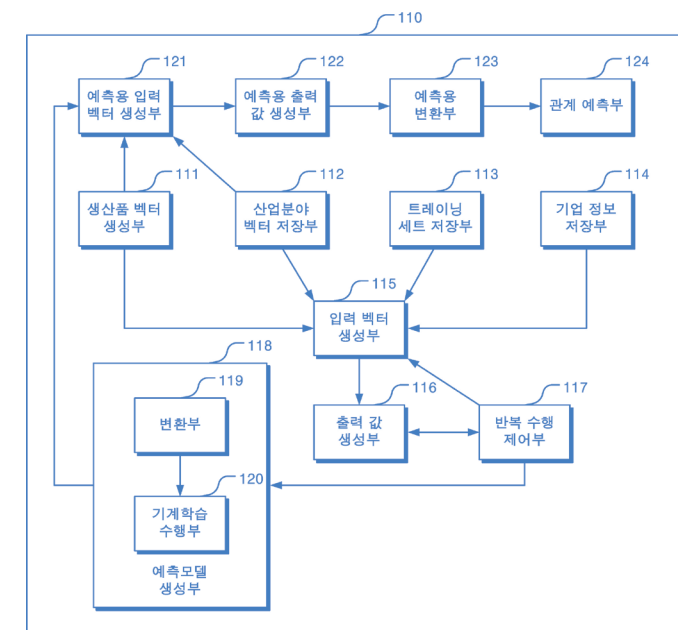 110
121
예측용 입력
벡터 생성부
122
예측용 출력
값 생성부
123
예측용
변환부
124
관계 예측부
111
생산품 벡터
생성부
112
산업분야
벡터 저장부
113
트레이닝
세트 저장부
114
기업 정보
저장부
115
입력 벡터
생성부
118
119
변환부
116
출력 값
생성부
117
반복 수행
제어부
120
기계학습
수행부
예측모델
생성부